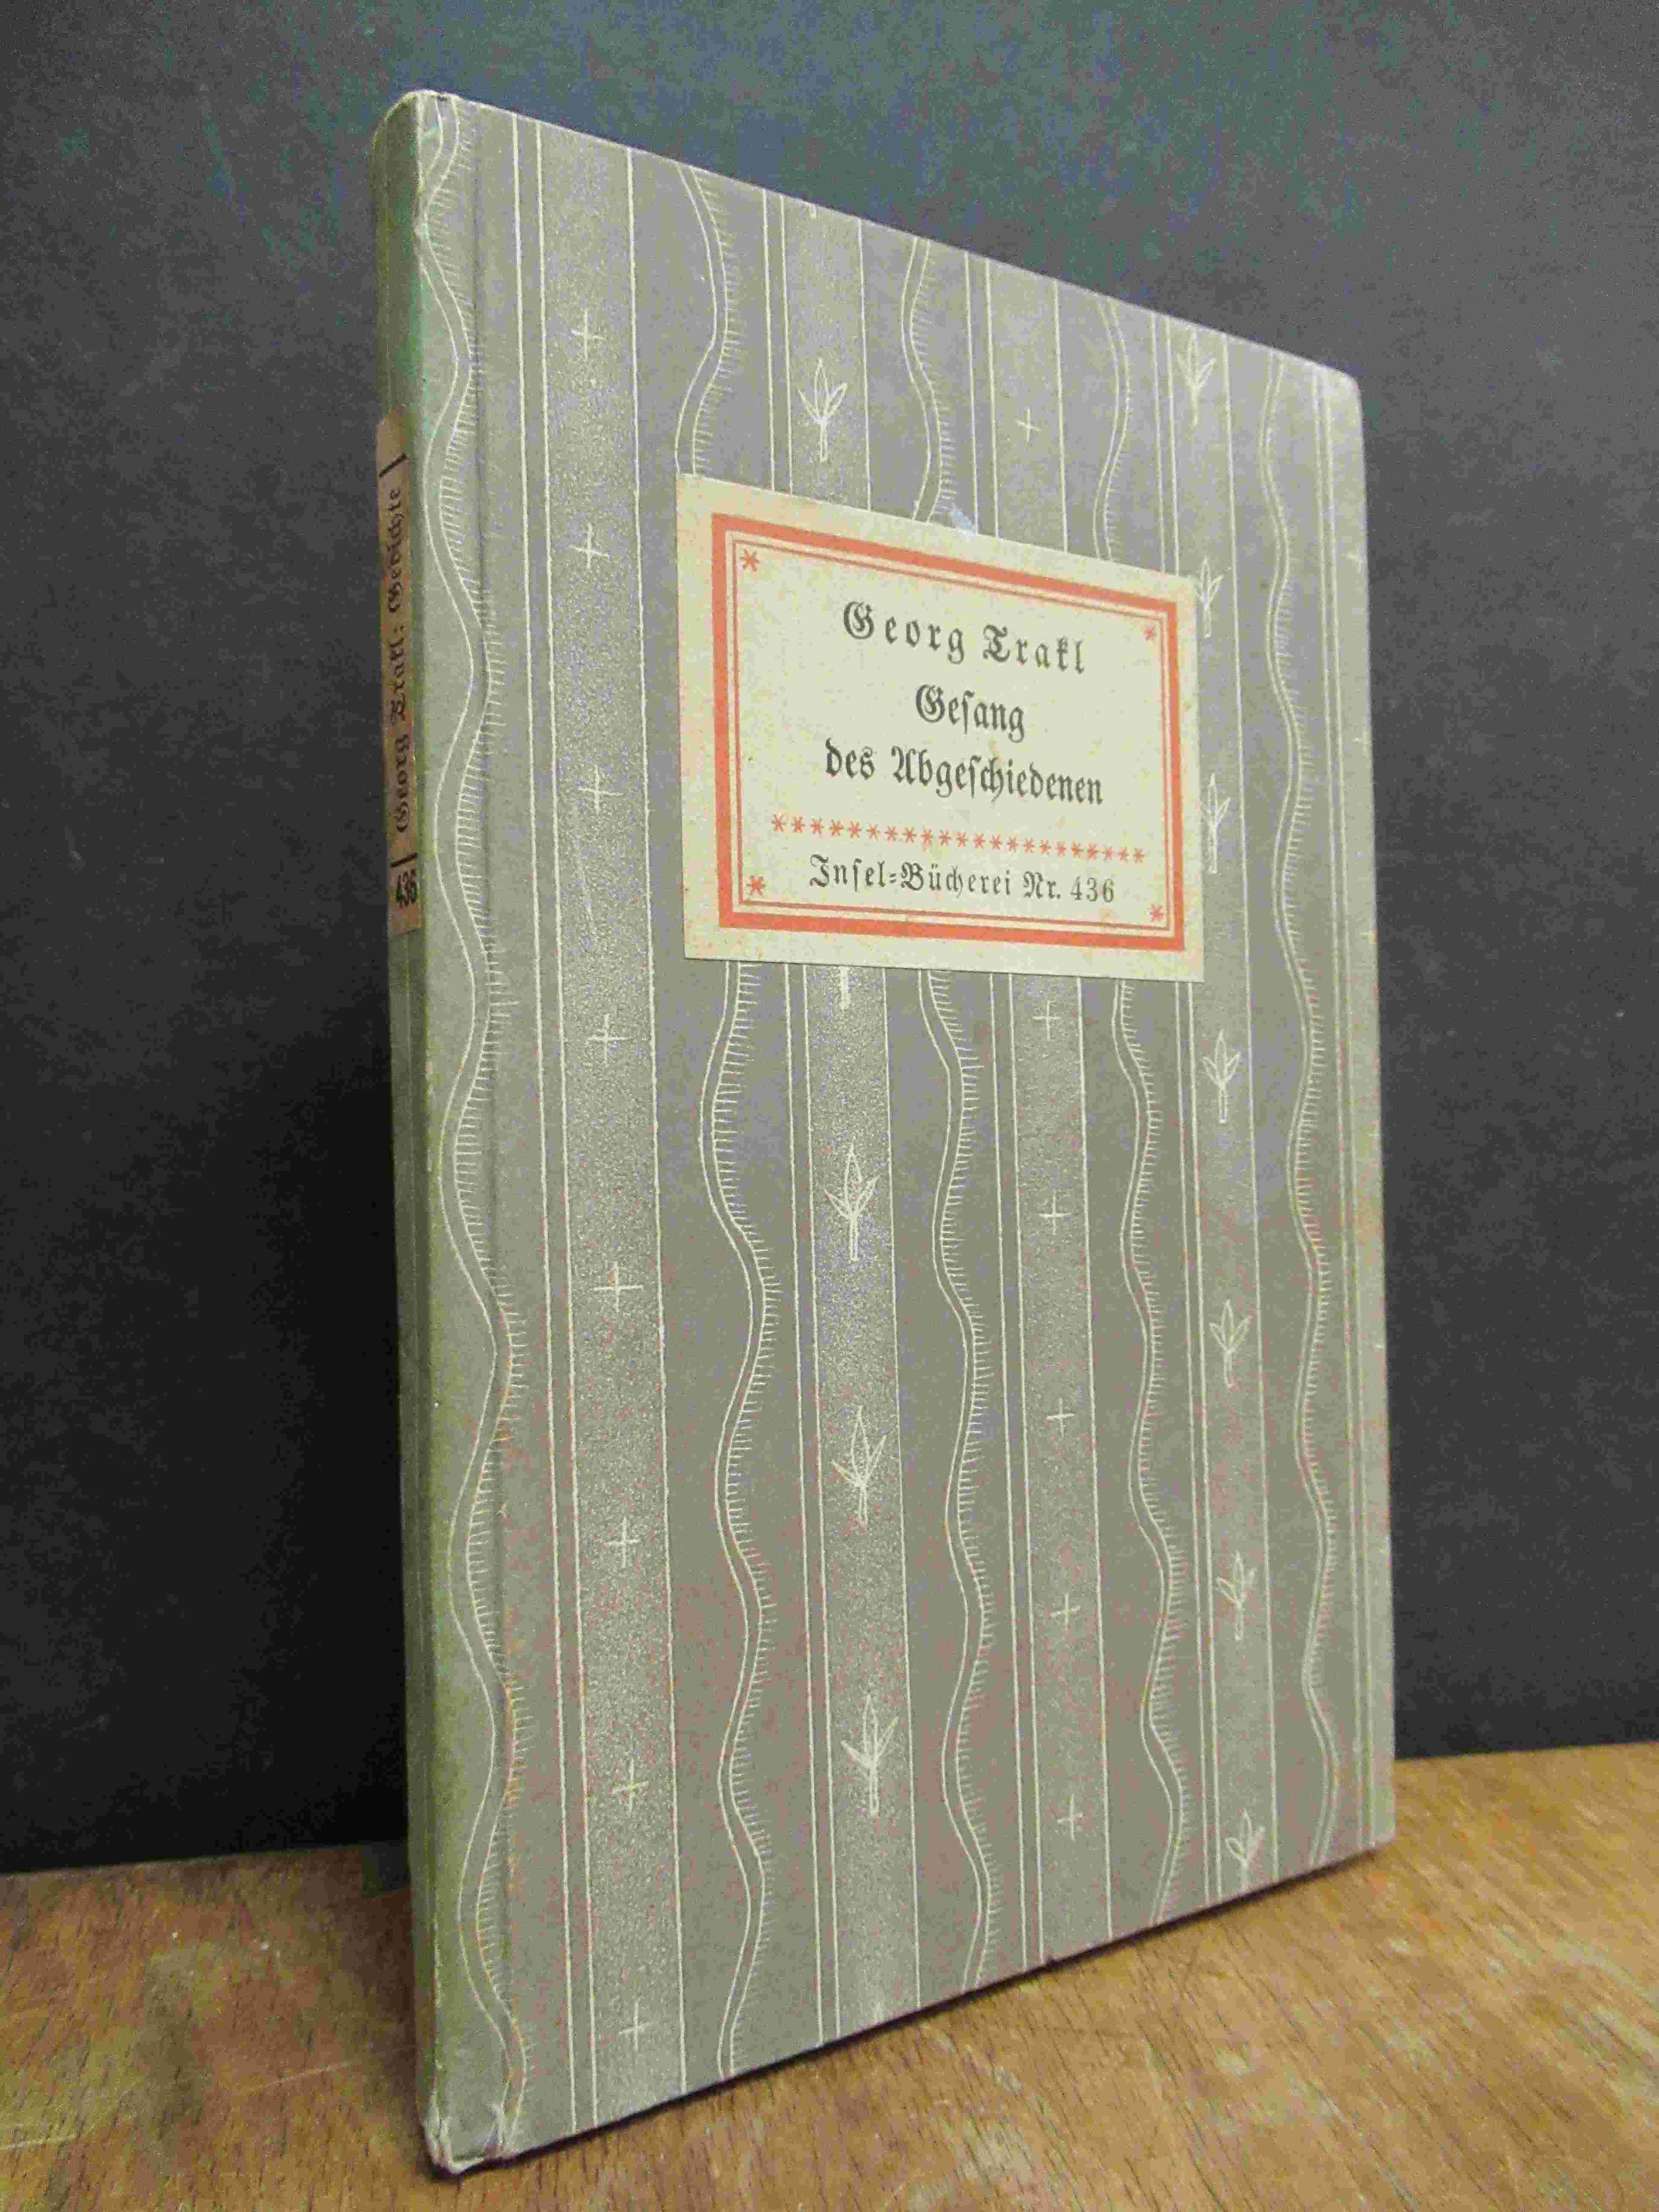 Georg Trakl
Gesang
des Abgeschiedenen
Insel-Bücherei Nr. 436
436 | Georg Trakl: Gedichte |